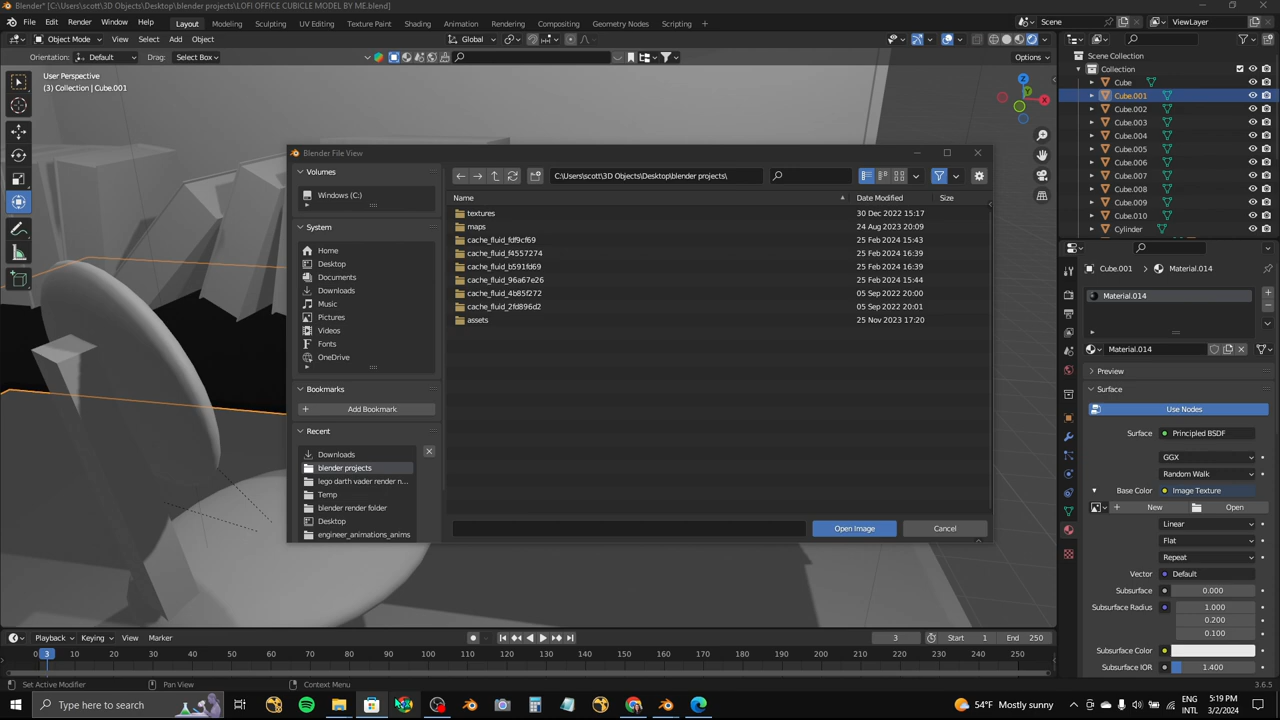 Blender* [C:\Users\scott\3D Objects\Desktop\blender projects\LOFI OFFICE CUBICLE MODEL BY ME.blend]
File Edit Render Window Help Layout Modeling Sculpting UV Editing Texture Paint Shading Animation Rendering Compositing Geometry Nodes Scripting + Scene ViewLayer
Object Mode View Select Add Object Global
Orientation: Default Drag: Select Box Options
User Perspective
(3) Collection | Cube.001
Scene Collection
Collection
Cube
Cube.001
Cube.002
Cube.003
Cube.004
Cube.005
Cube.006
Cube.007
Cube.008
Cube.009
Cube.010
Cylinder
Blender File View
Volumes
Windows (C:)
System
Home
Desktop
Documents
Downloads
Music
Pictures
Videos
Fonts
OneDrive
Bookmarks
Add Bookmark
Recent
Downloads
blender projects
lego darth vader render n...
Temp
blender render folder
Desktop
engineer_animations_anims
C:\Users\scott\3D Objects\Desktop\blender projects\
Name Date Modified Size
textures 30 Dec 2022 15:17
maps 24 Aug 2023 20:09
cache_fluid_fdf9cf69 25 Feb 2024 15:43
cache_fluid_f4557274 25 Feb 2024 16:39
cache_fluid_b591fd69 25 Feb 2024 16:39
cache_fluid_96a67e26 25 Feb 2024 15:44
cache_fluid_4b85f272 05 Sep 2022 20:00
cache_fluid_2fd896d2 05 Sep 2022 20:01
assets 25 Nov 2023 17:20
Open Image Cancel
Cube.001 Material.014
Material.014
Material.014
Preview
Surface
Use Nodes
Surface Principled BSDF
GGX
Random Walk
Base Color Image Texture
New Open
Linear
Flat
Repeat
Vector Default
Subsurface 0.000
Subsurface Radius 1.000
0.200
0.100
Subsurface Color
Subsurface IOR 1.400
Playback Keying View Marker 3 Start 1 End 250
0 3 10 20 30 40 50 60 70 80 90 100 110 120 130 140 150 160 170 180 190 200 210 220 230 240 250
Set Active Modifier Pan View Context Menu 3.6.5
Type here to search 54°F Mostly sunny ENG INTL 5:19 PM 3/2/2024